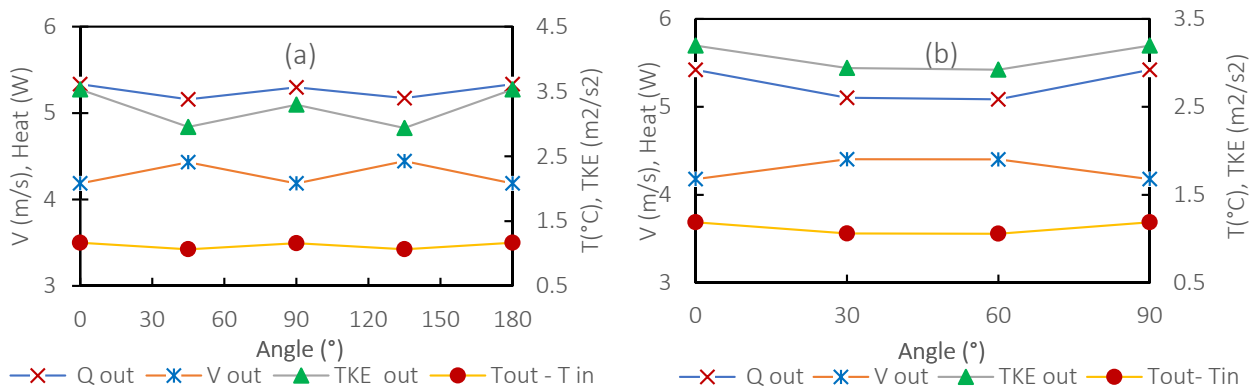 (a)
6
5
4
3
V (m/s), Heat (W)
4.5
3.5
2.5
1.5
0.5
T(°C), TKE (m2/s2)
0 30 60 90 120 150 180
Angle (°)
Q out V out TKE out Tout - T in
(b)
6
5
4
3
V (m/s), Heat (W)
3.5
2.5
1.5
0.5
T(°C), TKE (m2/s2)
0 30 60 90
Angle (°)
Q out V out TKE out Tout- Tin